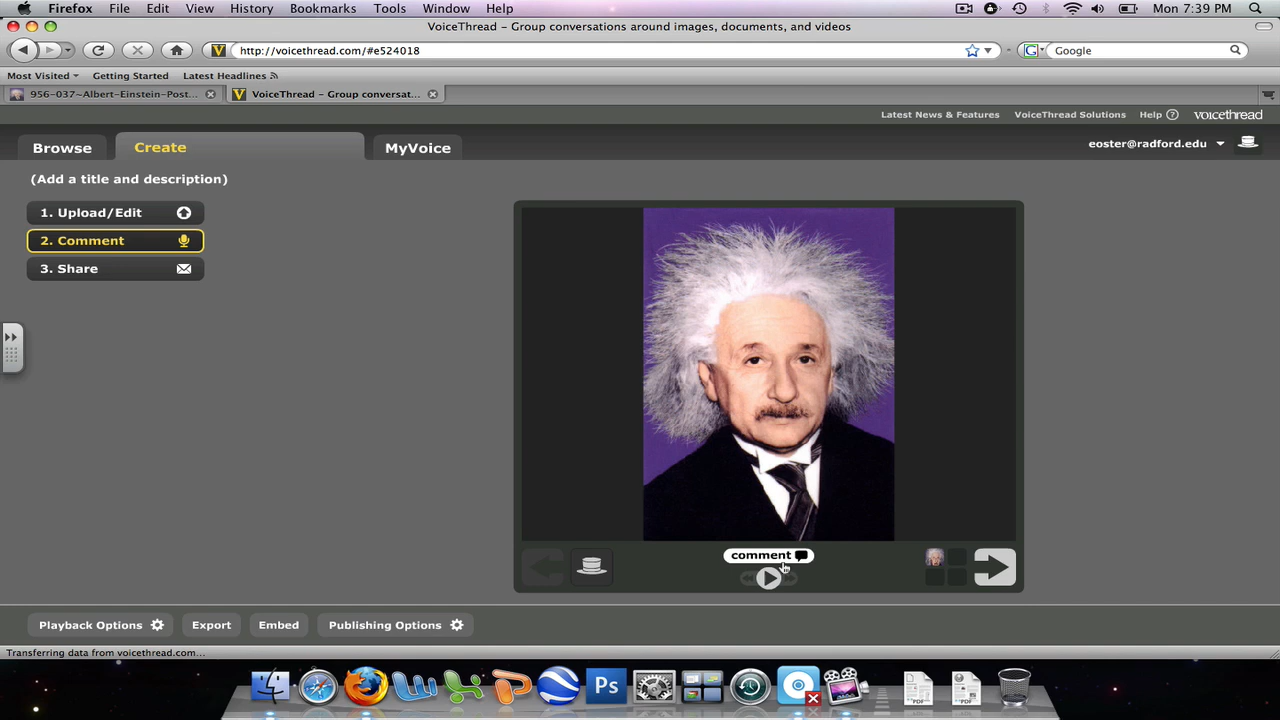 Firefox File Edit View History Bookmarks Tools Window Help Mon 7:39 PM
VoiceThread – Group conversations around images, documents, and videos
http://voicethread.com/#e524018 Google
Most Visited Getting Started Latest Headlines
956-037~Albert-Einstein-Post... VoiceThread – Group conversat...
Latest News & Features VoiceThread Solutions Help ? voicethread
Browse Create MyVoice eoster@radford.edu
(Add a title and description)
1. Upload/Edit
2. Comment
3. Share
comment
Playback Options Export Embed Publishing Options
Transferring data from voicethread.com...
Ps
PDF PDF